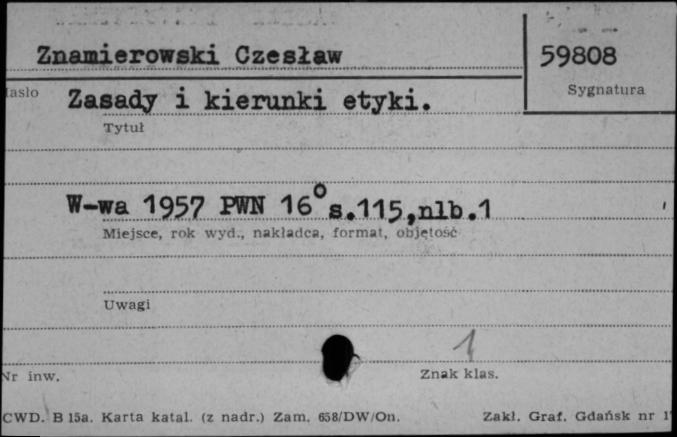 Znamierowski Czesław
59808
Sygnatura
Zasady i kierunki etyki.
Tytuł
W-wa 1957 PWN 16° s.115,nlb.1
Miejsce, rok wyd., nakładca, format, objętość
Uwagi
1
Nr inw.
Znak klas.
CWD. B 15a. Karta katal. (z nadr.) Zam. 658/DW/On.
Zakł. Graf. Gdańsk nr